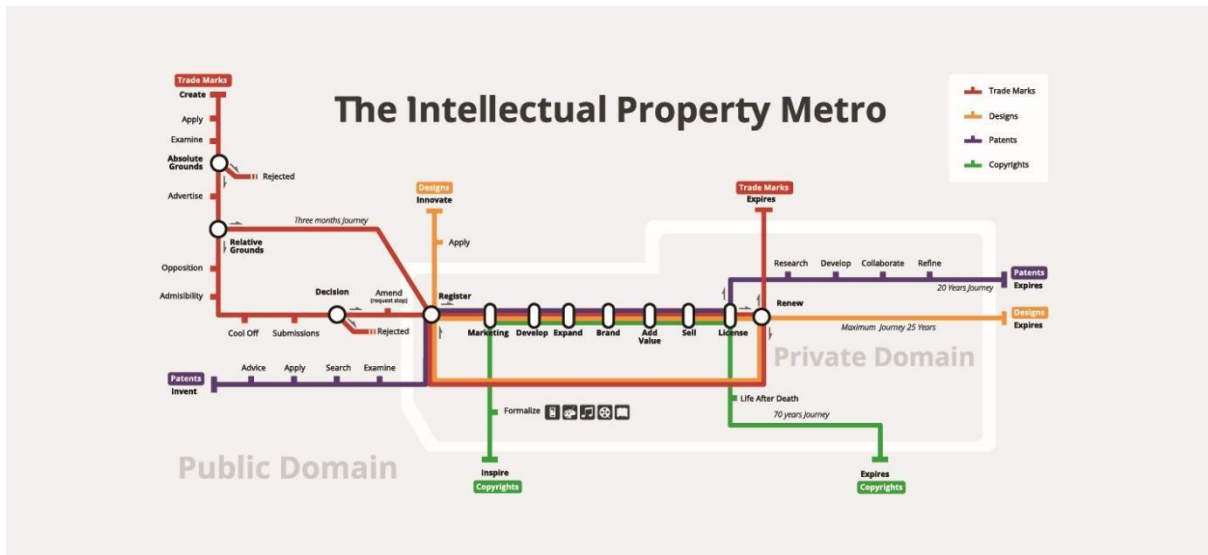 The Intellectual Property Metro
Trade Marks
Create
Apply
Examine
Absolute
Grounds
Rejected
Advertise
Three months Journey
Relative
Grounds
Opposition
Admisibility
Cool Off
Submissions
Decision
Amend
(request stop)
Rejected
Patents
Invent
Advice
Apply
Search
Examine
Designs
Innovate
Apply
Register
Marketing
Develop
Expand
Brand
Add
Value
Sell
License
Renew
Trade Marks
Expires
Research
Develop
Collaborate
Refine
20 Years Journey
Patents
Expires
Maximum Journey 25 Years
Designs
Expires
Private Domain
Life After Death
70 years Journey
Expires
Copyrights
Formalize
Inspire
Copyrights
Public Domain
Trade Marks
Designs
Patents
Copyrights